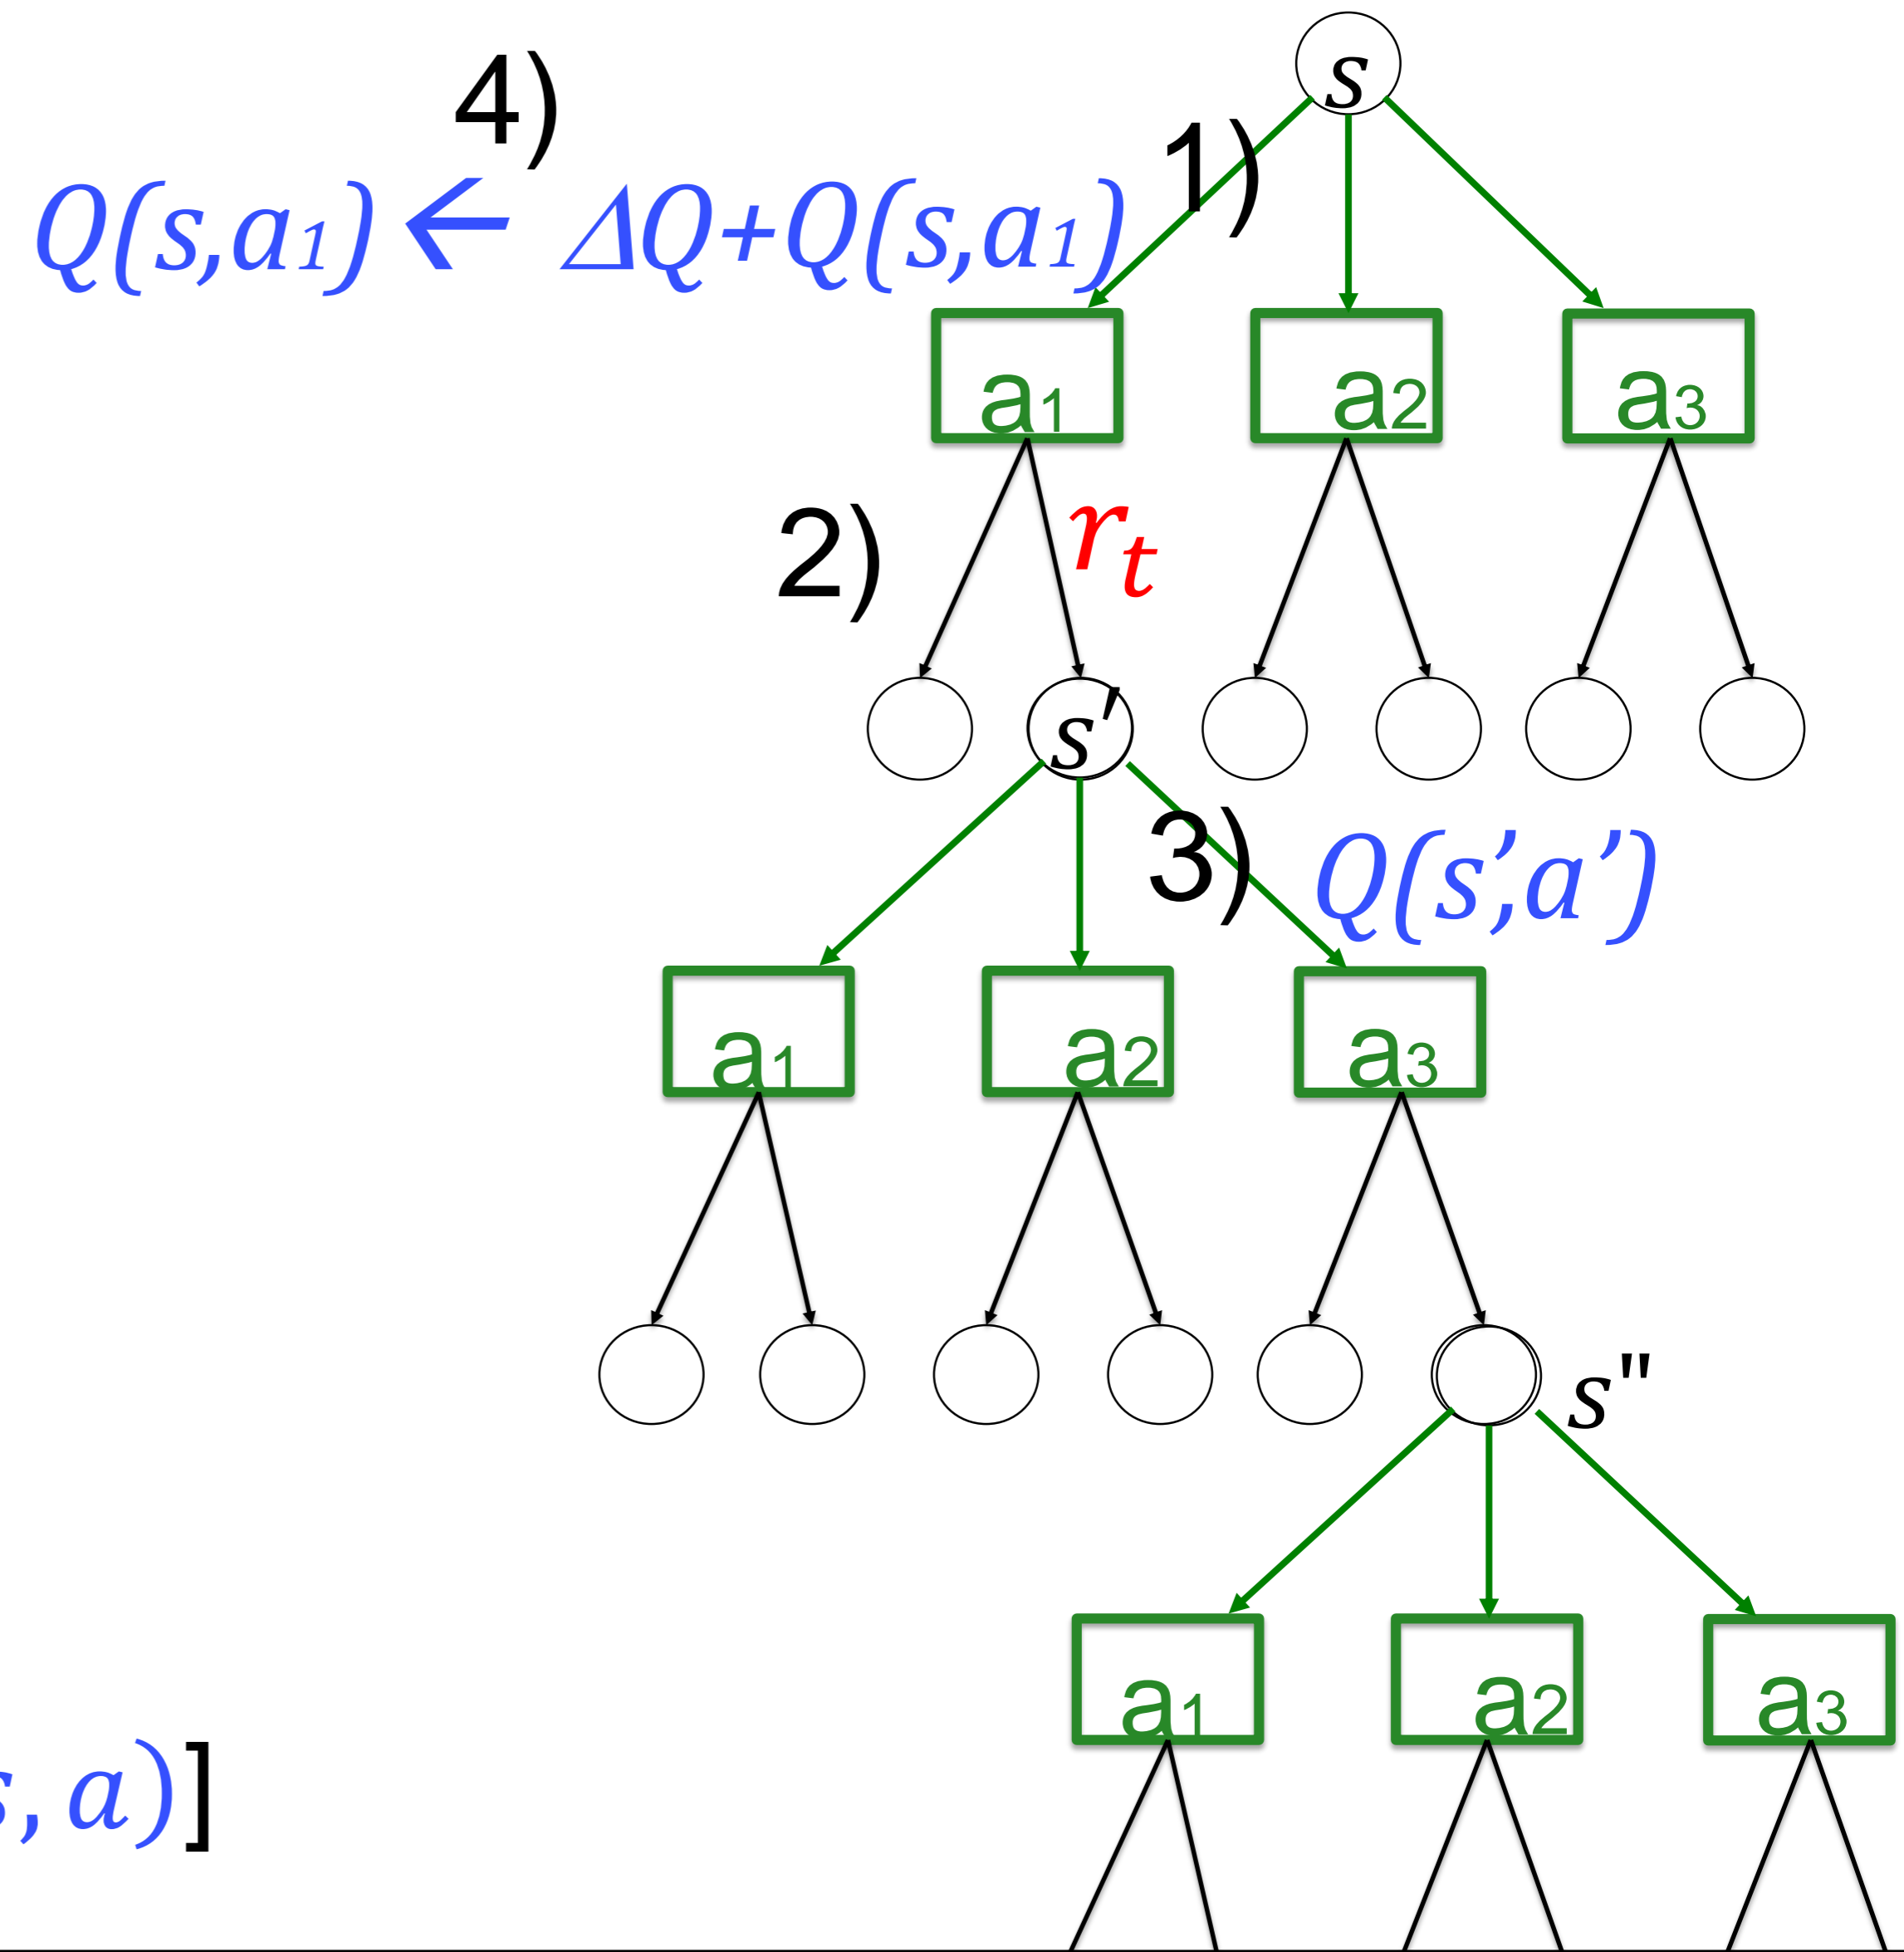 s
4)
1)
Q(s,a₁)← ΔQ+Q(s,a₁)
a₁ a₂ a₃
2)
rₜ
s'
3)
Q(s’,a’)
a₁ a₂ a₃
s"
a₁ a₂ a₃
, a)]